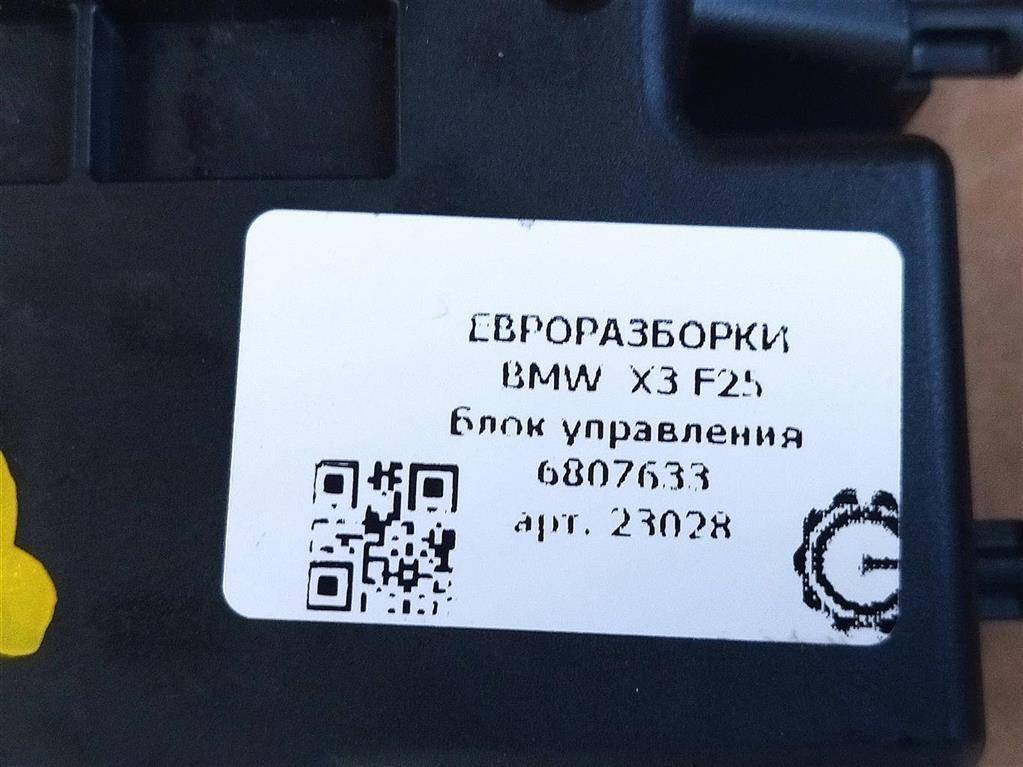 ЕВРОРАЗБОРКИ
BMW X3 F25
Блок управления
6807633
арт. 23028